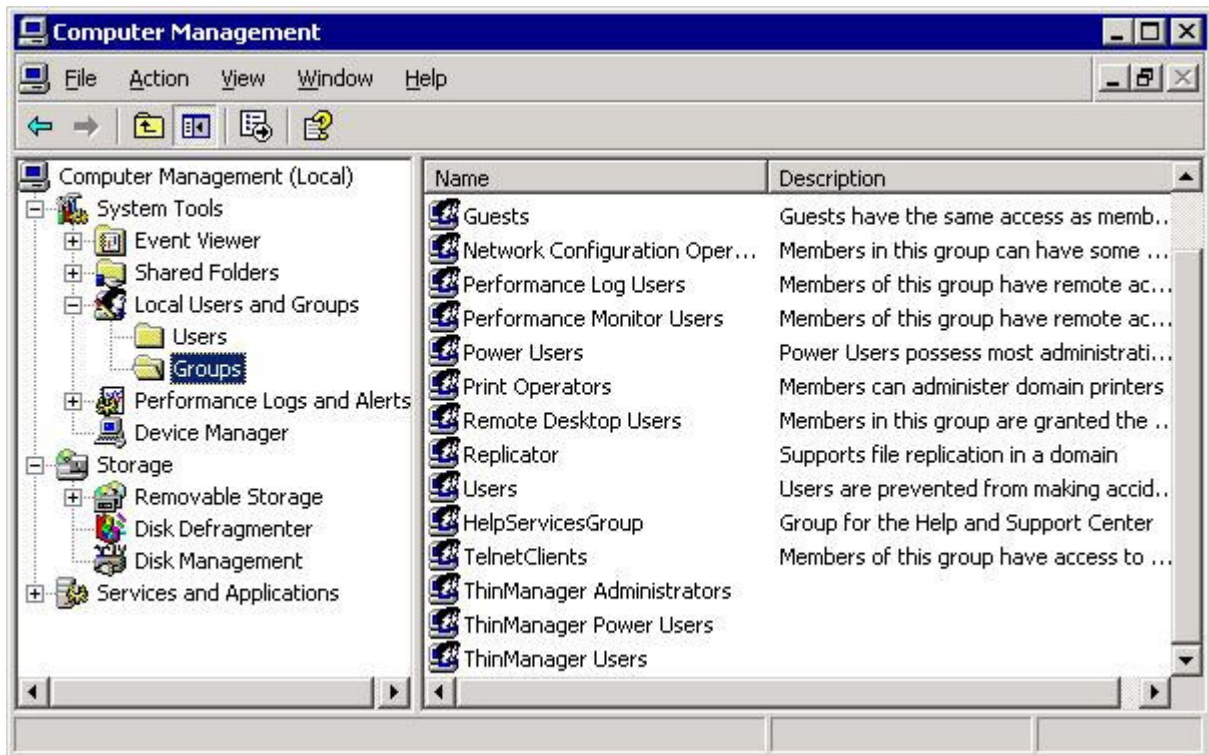 Computer Management
File Action View Window Help
Computer Management (Local)
System Tools
Event Viewer
Shared Folders
Local Users and Groups
Users
Groups
Performance Logs and Alerts
Device Manager
Storage
Removable Storage
Disk Defragmenter
Disk Management
Services and Applications
Name Description
Guests Guests have the same access as memb...
Network Configuration Oper... Members in this group can have some ...
Performance Log Users Members of this group have remote ac...
Performance Monitor Users Members of this group have remote ac...
Power Users Power Users possess most administrati...
Print Operators Members can administer domain printers
Remote Desktop Users Members in this group are granted the ...
Replicator Supports file replication in a domain
Users Users are prevented from making accid...
HelpServicesGroup Group for the Help and Support Center
TelnetClients Members of this group have access to ...
ThinManager Administrators
ThinManager Power Users
ThinManager Users